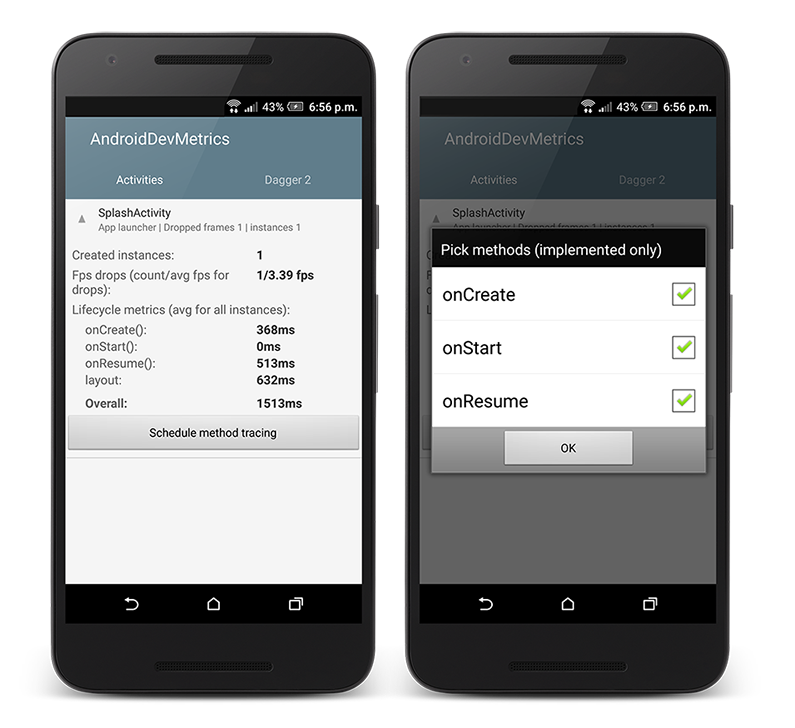 43% 6:56 p.m.
AndroidDevMetrics
Activities Dagger 2
SplashActivity
App launcher | Dropped frames 1 | instances 1
Created instances: 1
Fps drops (count/avg fps for 1/3.39 fps
drops):
Lifecycle metrics (avg for all instances):
onCreate(): 368ms
onStart(): 0ms
onResume(): 513ms
layout: 632ms
Overall: 1513ms
Schedule method tracing
43% 6:56 p.m.
AndroidDevMetrics
Activities Dagger 2
SplashActivity
App launcher | Dropped frames 1 | instances 1
Pick methods (implemented only)
onCreate
onStart
onResume
OK